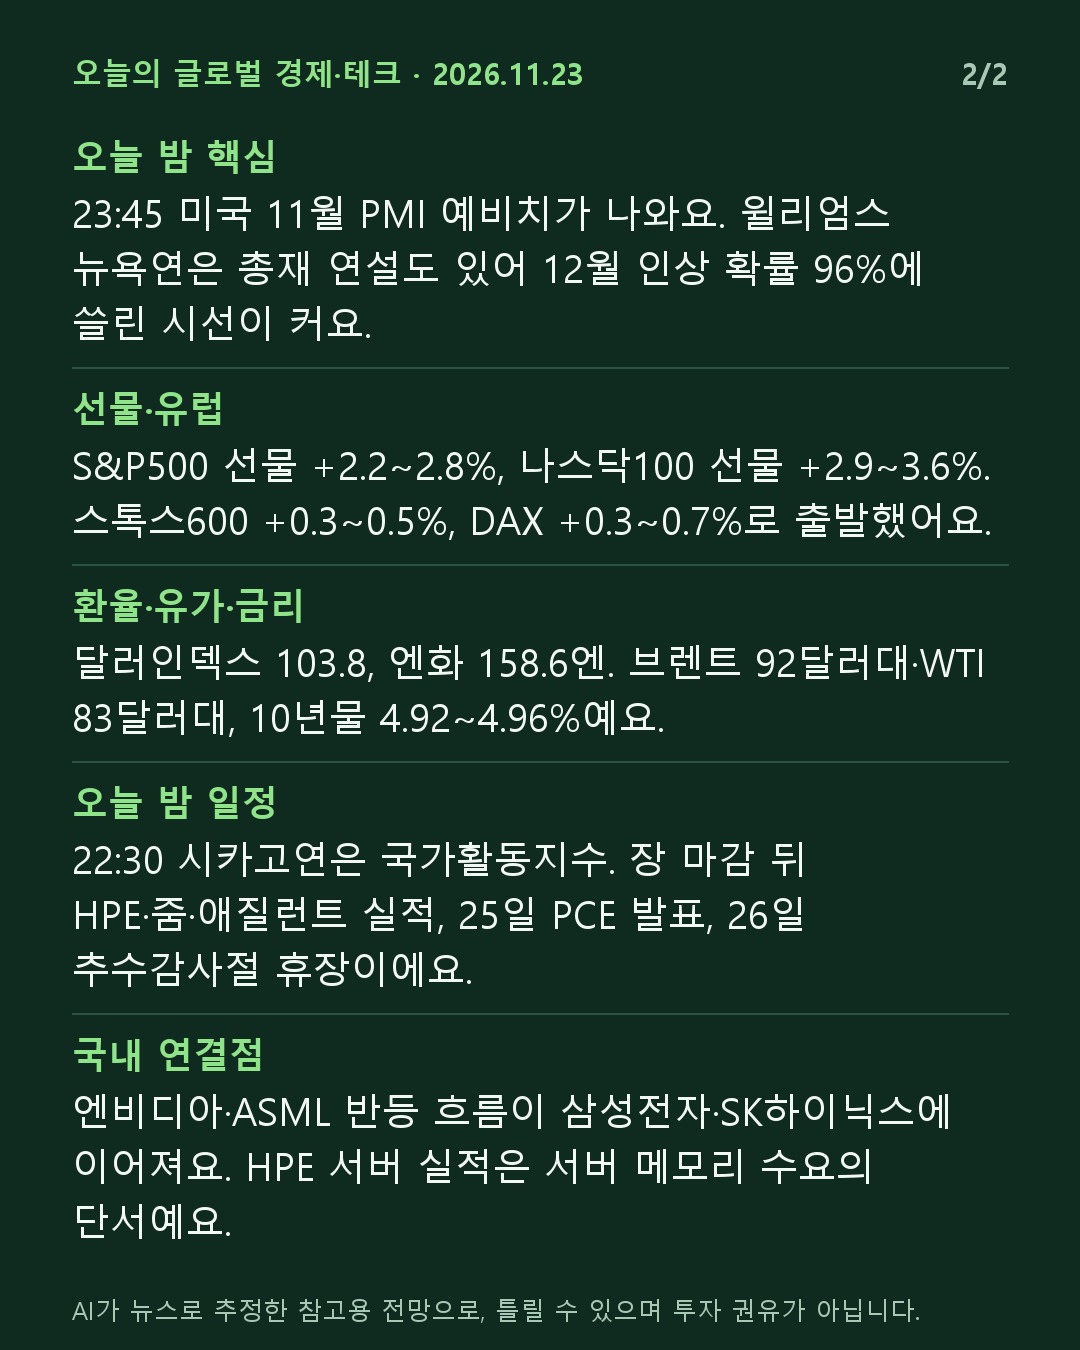 오늘의 글로벌 경제·테크 · 2026.11.23
2/2
오늘 밤 핵심
23:45 미국 11월 PMI 예비치가 나와요. 윌리엄스
뉴욕연은 총재 연설도 있어 12월 인상 확률 96%에
쓸린 시선이 커요.
선물·유럽
S&P500 선물 +2.2~2.8%, 나스닥100 선물 +2.9~3.6%.
스톡스600 +0.3~0.5%, DAX +0.3~0.7%로 출발했어요.
환율·유가·금리
달러인덱스 103.8, 엔화 158.6엔. 브렌트 92달러대·WTI
83달러대, 10년물 4.92~4.96%예요.
오늘 밤 일정
22:30 시카고연은 국가활동지수. 장 마감 뒤
HPE·줌·애질런트 실적, 25일 PCE 발표, 26일
추수감사절 휴장이에요.
국내 연결점
엔비디아·ASML 반등 흐름이 삼성전자·SK하이닉스에
이어져요. HPE 서버 실적은 서버 메모리 수요의
단서예요.
AI가 뉴스로 추정한 참고용 전망으로, 틀릴 수 있으며 투자 권유가 아닙니다.